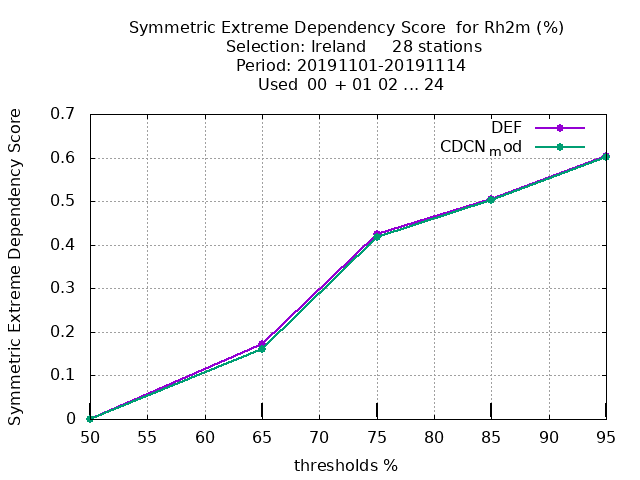 Symmetric Extreme Dependency Score  for Rh2m (%)
Selection: Ireland     28 stations
Period: 20191101-20191114
Used  00 + 01 02 ... 24
Symmetric Extreme Dependency Score
0.7
0.6
0.5
0.4
0.3
0.2
0.1
0
DEF
CDCNmod
50 55 60 65 70 75 80 85 90 95
thresholds %